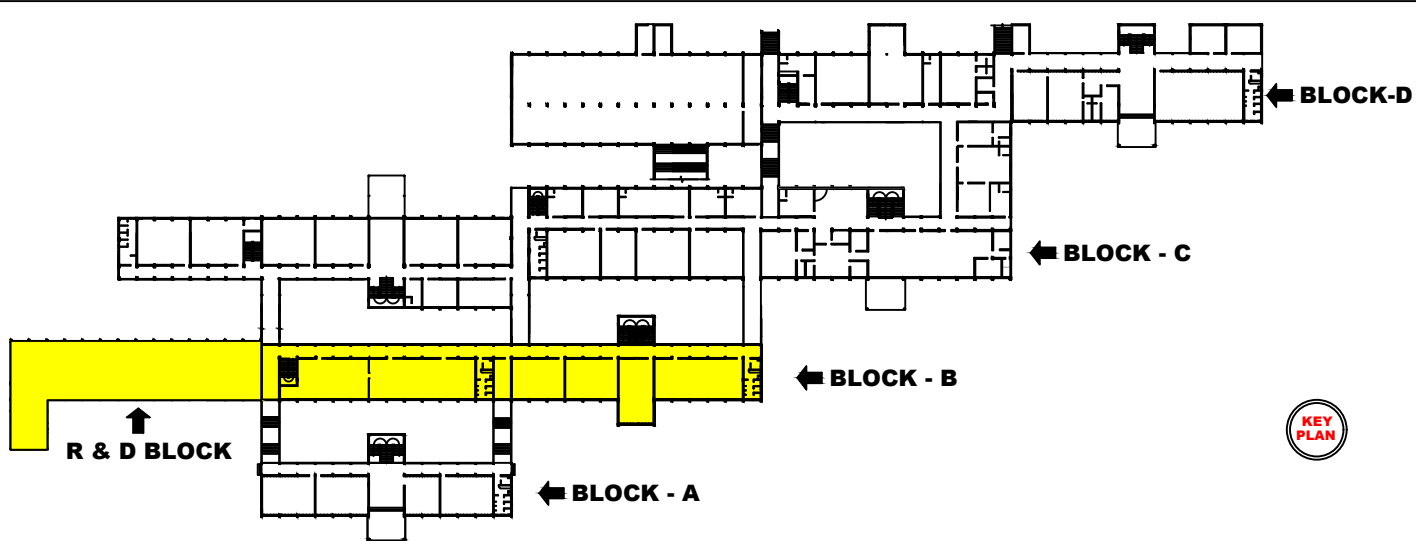 BLOCK-D
BLOCK - C
BLOCK - B
KEY
PLAN
R & D BLOCK
BLOCK - A